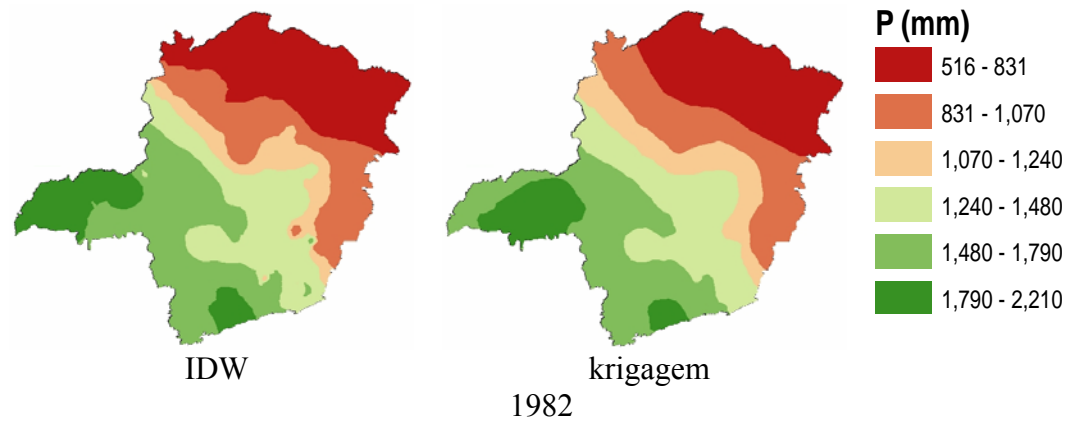 P (mm)
516 - 831
831 - 1,070
1,070 - 1,240
1,240 - 1,480
1,480 - 1,790
1,790 - 2,210
IDW
krigagem
1982